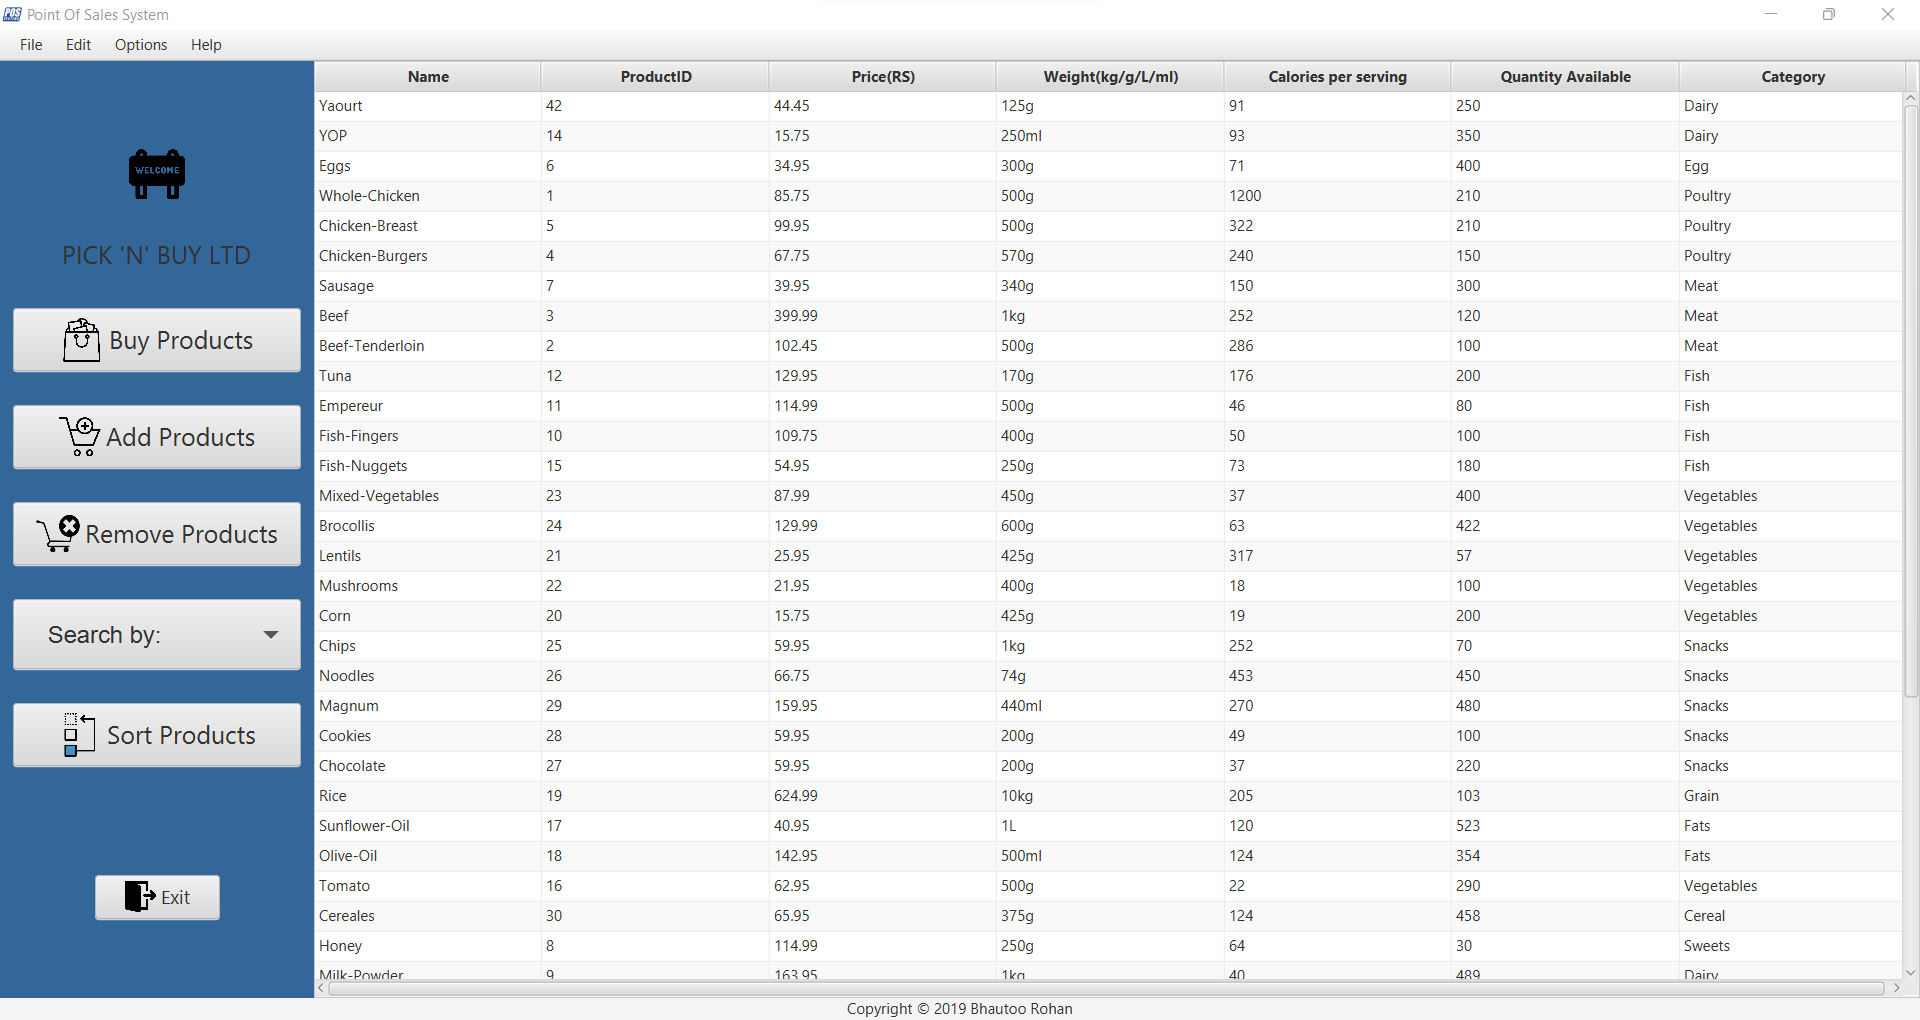 POS Point Of Sales System
File Edit Options Help
WELCOME
PICK 'N' BUY LTD
Buy Products
Add Products
Remove Products
Search by:
Sort Products
Exit
Name ProductID Price(RS) Weight(kg/g/L/ml) Calories per serving Quantity Available Category
Yaourt 42 44.45 125g 91 250 Dairy
YOP 14 15.75 250ml 93 350 Dairy
Eggs 6 34.95 300g 71 400 Egg
Whole-Chicken 1 85.75 500g 1200 210 Poultry
Chicken-Breast 5 99.95 500g 322 210 Poultry
Chicken-Burgers 4 67.75 570g 240 150 Poultry
Sausage 7 39.95 340g 150 300 Meat
Beef 3 399.99 1kg 252 120 Meat
Beef-Tenderloin 2 102.45 500g 286 100 Meat
Tuna 12 129.95 170g 176 200 Fish
Empereur 11 114.99 500g 46 80 Fish
Fish-Fingers 10 109.75 400g 50 100 Fish
Fish-Nuggets 15 54.95 250g 73 180 Fish
Mixed-Vegetables 23 87.99 450g 37 400 Vegetables
Brocollis 24 129.99 600g 63 422 Vegetables
Lentils 21 25.95 425g 317 57 Vegetables
Mushrooms 22 21.95 400g 18 100 Vegetables
Corn 20 15.75 425g 19 200 Vegetables
Chips 25 59.95 1kg 252 70 Snacks
Noodles 26 66.75 74g 453 450 Snacks
Magnum 29 159.95 440ml 270 480 Snacks
Cookies 28 59.95 200g 49 100 Snacks
Chocolate 27 59.95 200g 37 220 Snacks
Rice 19 624.99 10kg 205 103 Grain
Sunflower-Oil 17 40.95 1L 120 523 Fats
Olive-Oil 18 142.95 500ml 124 354 Fats
Tomato 16 62.95 500g 22 290 Vegetables
Cereales 30 65.95 375g 124 458 Cereal
Honey 8 114.99 250g 64 30 Sweets
Milk-Powder 9 163.95 1kg 40 489 Dairy
Copyright © 2019 Bhautoo Rohan